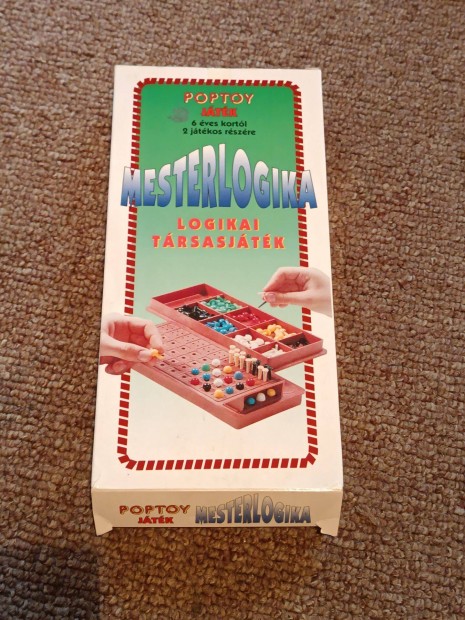 POPTOY
JÁTÉK
6 éves kortól
2 játékos részére
MESTERLOGIKA
LOGIKAI
TÁRSASJÁTÉK
POPTOY
JÁTÉK
MESTERLOGIKA